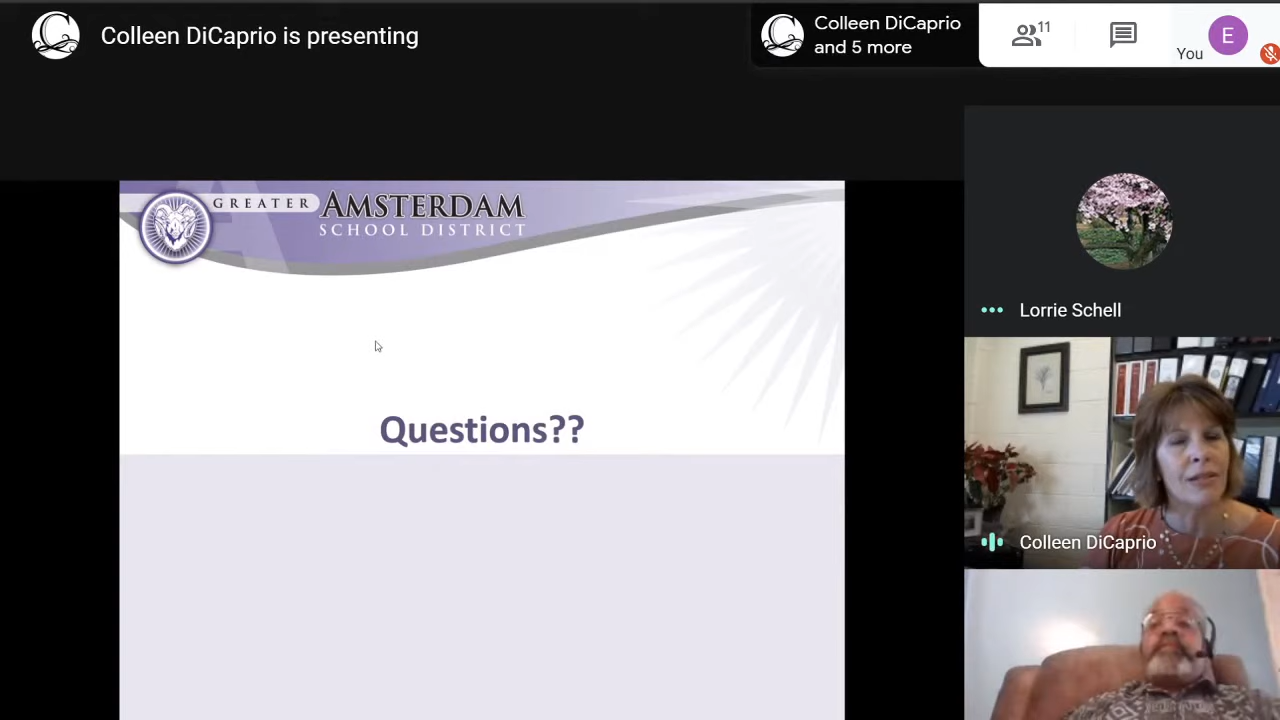 Colleen DiCaprio is presenting
Colleen DiCaprio
and 5 more
11
You
E
GREATER AMSTERDAM
SCHOOL DISTRICT
Questions??
Lorrie Schell
Colleen DiCaprio